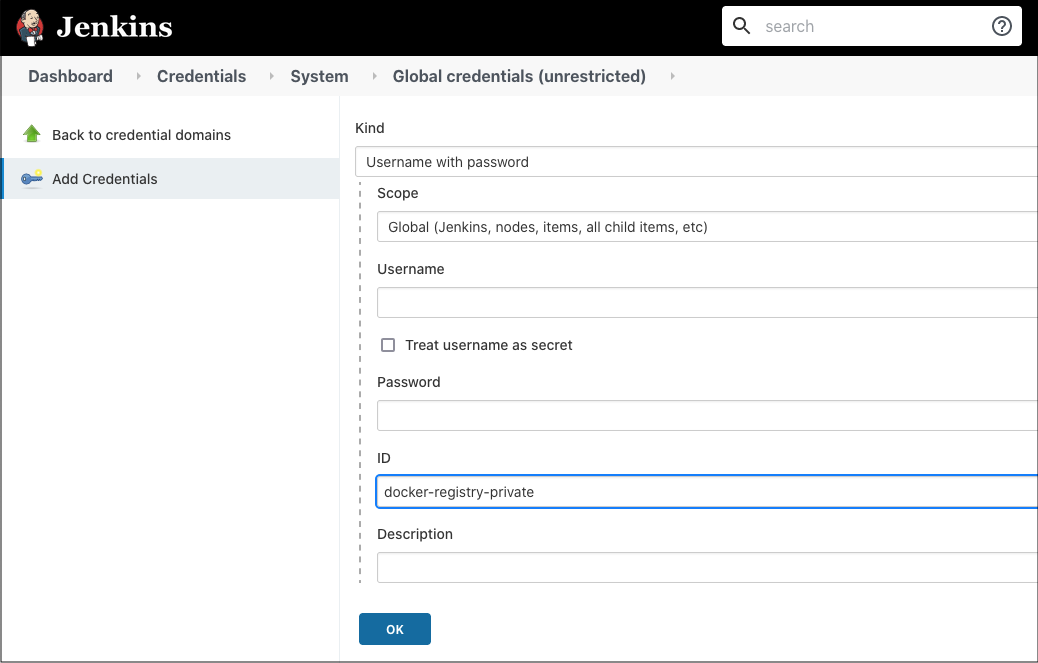 Jenkins
search
Dashboard Credentials System Global credentials (unrestricted)
Back to credential domains
Add Credentials
Kind
Username with password
Scope
Global (Jenkins, nodes, items, all child items, etc)
Username
Treat username as secret
Password
ID
docker-registry-private
Description
OK